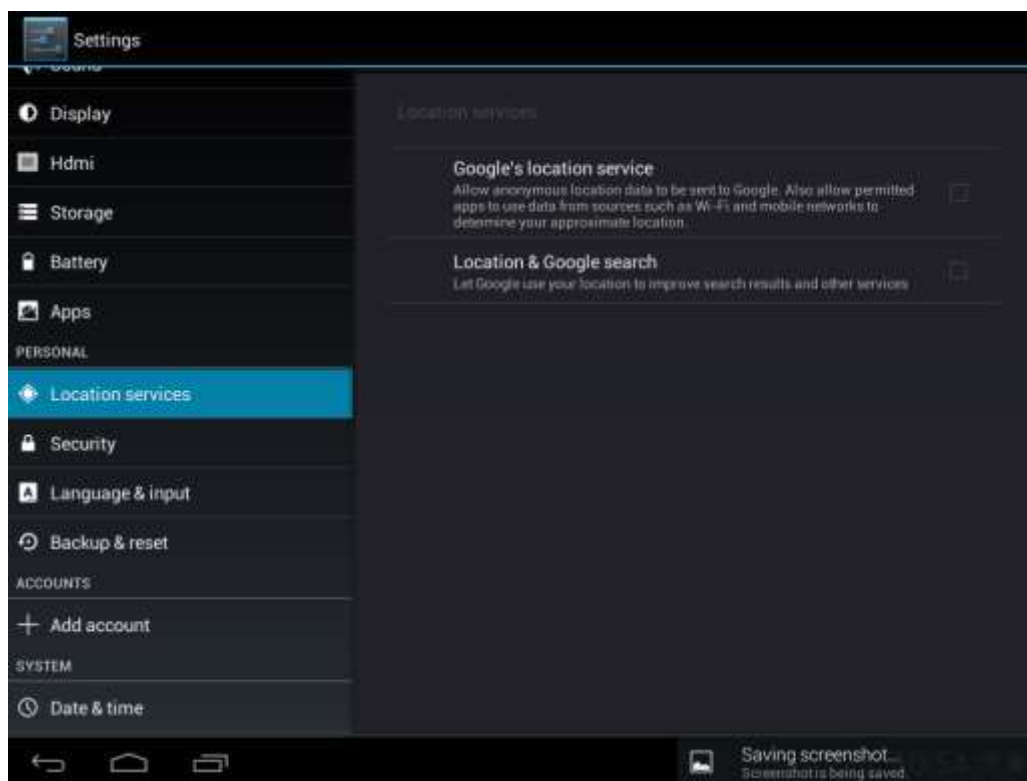 Settings
Sound
Display
Hdmi
Storage
Battery
Apps
PERSONAL
Location services
Security
Language & input
Backup & reset
ACCOUNTS
Add account
SYSTEM
Date & time
Location services
Google's location service
Allow anonymous location data to be sent to Google. Also allow permitted
apps to use data from sources such as Wi-Fi and mobile networks to
determine your approximate location.
Location & Google search
Let Google use your location to improve search results and other services
Saving screenshot...
Screenshot is being saved.